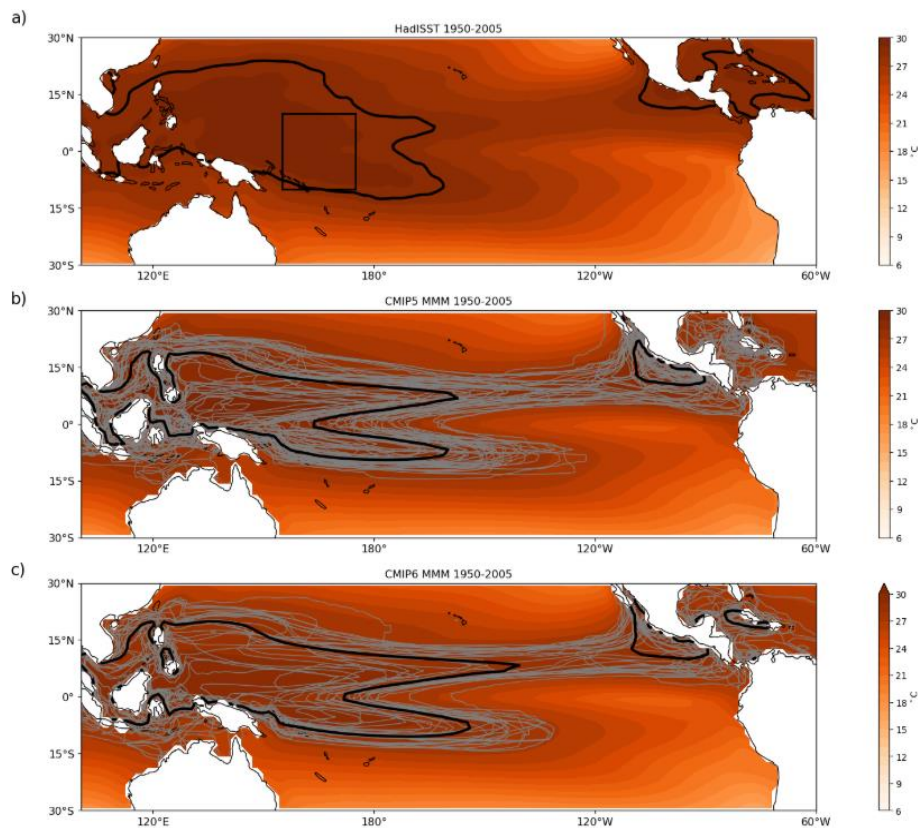 a)
HadISST 1950-2005
30°N
15°N
0°
15°S
30°S
120°E
180°
120°W
60°W
30
27
24
21
18
15
12
9
6
°C
b)
CMIP5 MMM 1950-2005
30°N
15°N
0°
15°S
30°S
120°E
180°
120°W
60°W
30
27
24
21
18
15
12
9
6
°C
c)
CMIP6 MMM 1950-2005
30°N
15°N
0°
15°S
30°S
120°E
180°
120°W
60°W
30
27
24
21
18
15
12
9
6
°C